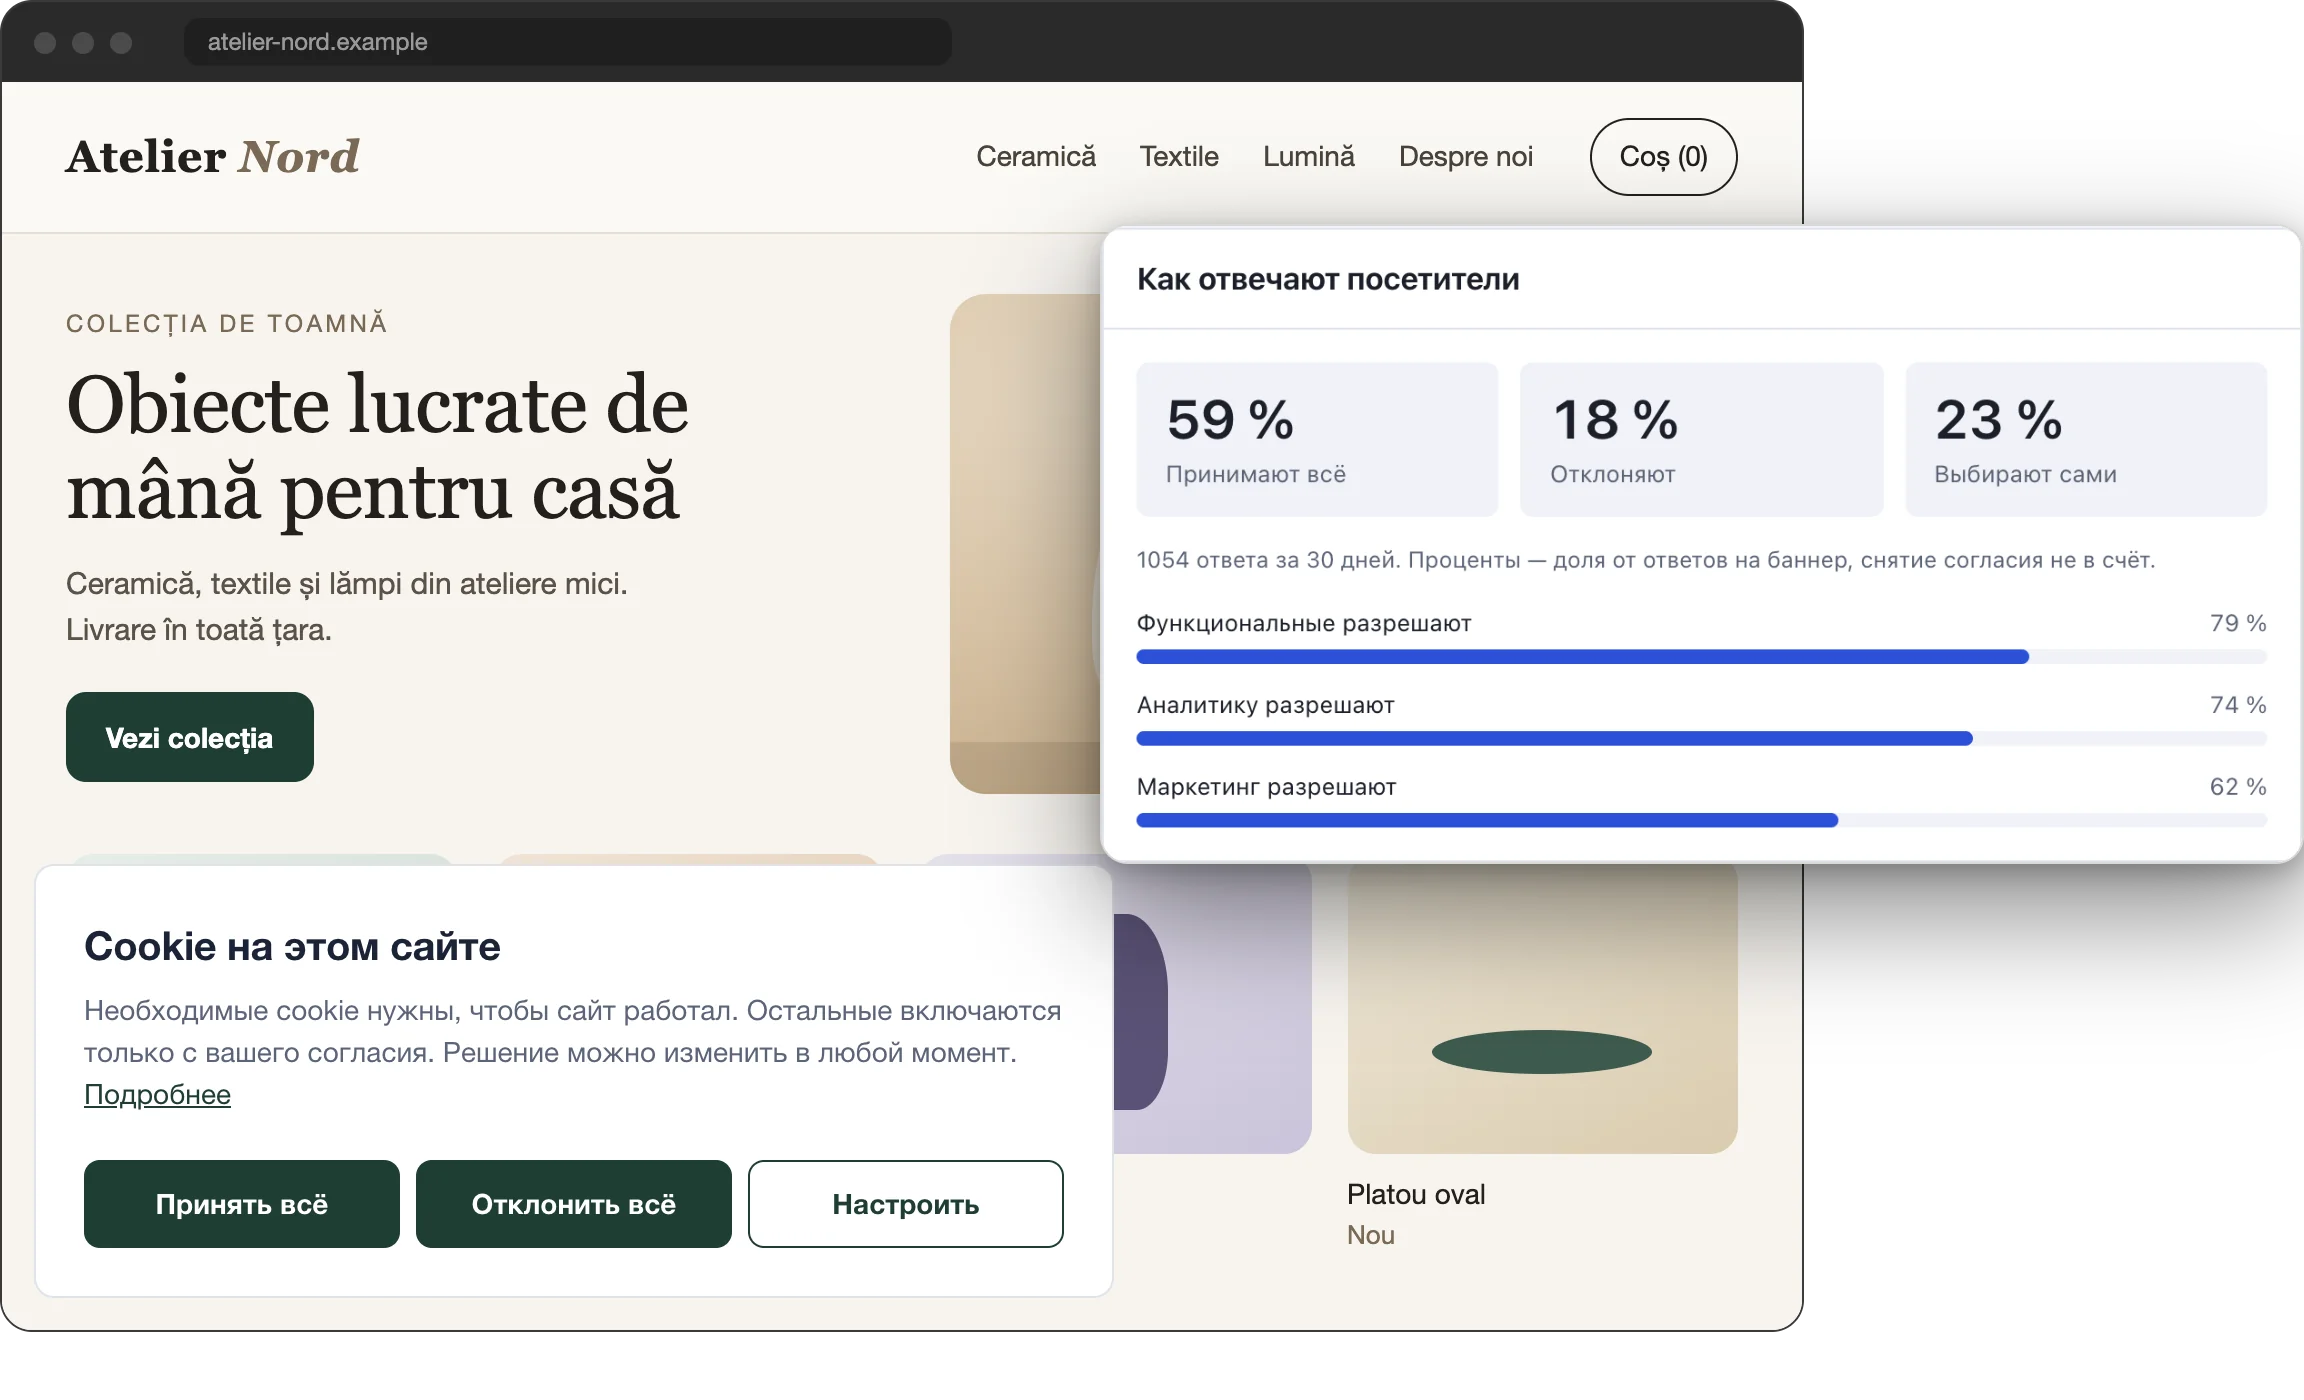 atelier-nord.example
Atelier Nord
Ceramică
Textile
Lumină
Despre noi
Coș (0)
COLECȚIA DE TOAMNĂ
Obiecte lucrate de
mână pentru casă
Ceramică, textile și lămpi din ateliere mici.
Livrare în toată țara.
Vezi colecția
Как отвечают посетители
59 %
Принимают всё
18 %
Отклоняют
23 %
Выбирают сами
1054 ответа за 30 дней. Проценты — доля от ответов на баннер, снятие согласия не в счёт.
Функциональные разрешают
79 %
Аналитику разрешают
74 %
Маркетинг разрешают
62 %
Cookie на этом сайте
Необходимые cookie нужны, чтобы сайт работал. Остальные включаются
только с вашего согласия. Решение можно изменить в любой момент.
Подробнее
Принять всё
Отклонить всё
Настроить
Platou oval
Nou